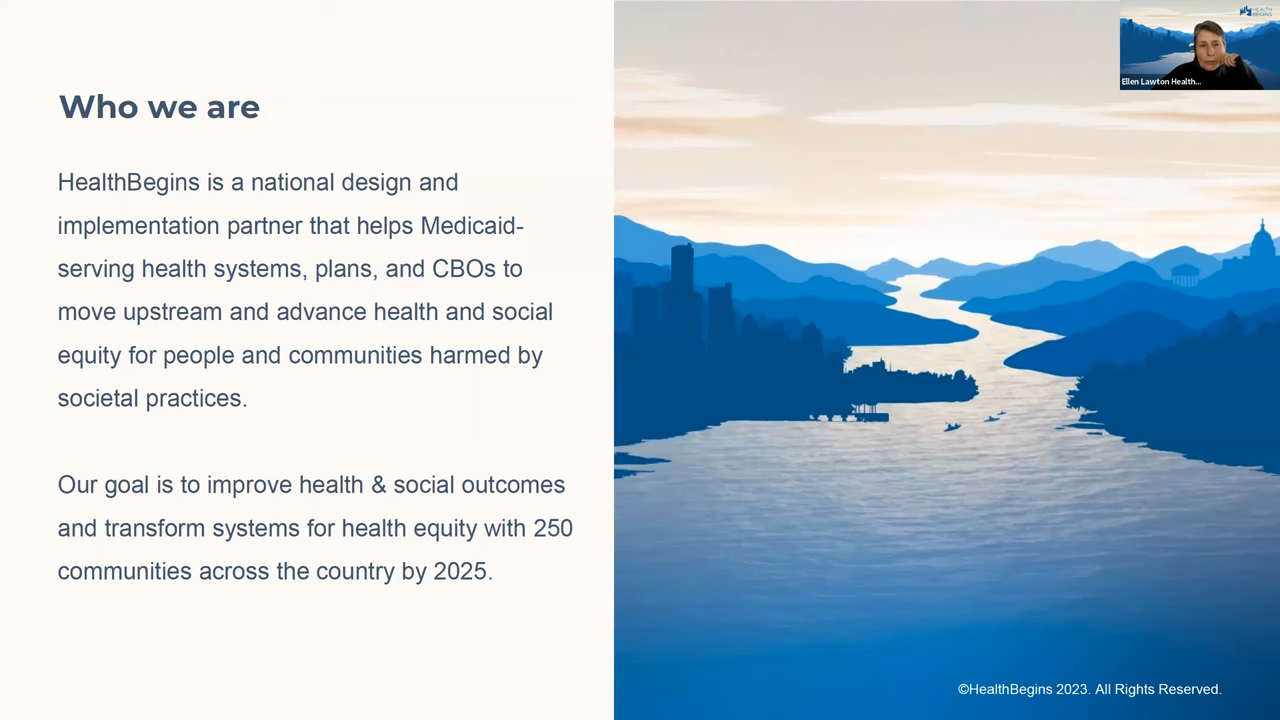 HEALTH
BEGINS
Ellen Lawton Health...
Who we are
HealthBegins is a national design and
implementation partner that helps Medicaid-
serving health systems, plans, and CBOs to
move upstream and advance health and social
equity for people and communities harmed by
societal practices.
Our goal is to improve health & social outcomes
and transform systems for health equity with 250
communities across the country by 2025.
©HealthBegins 2023. All Rights Reserved.